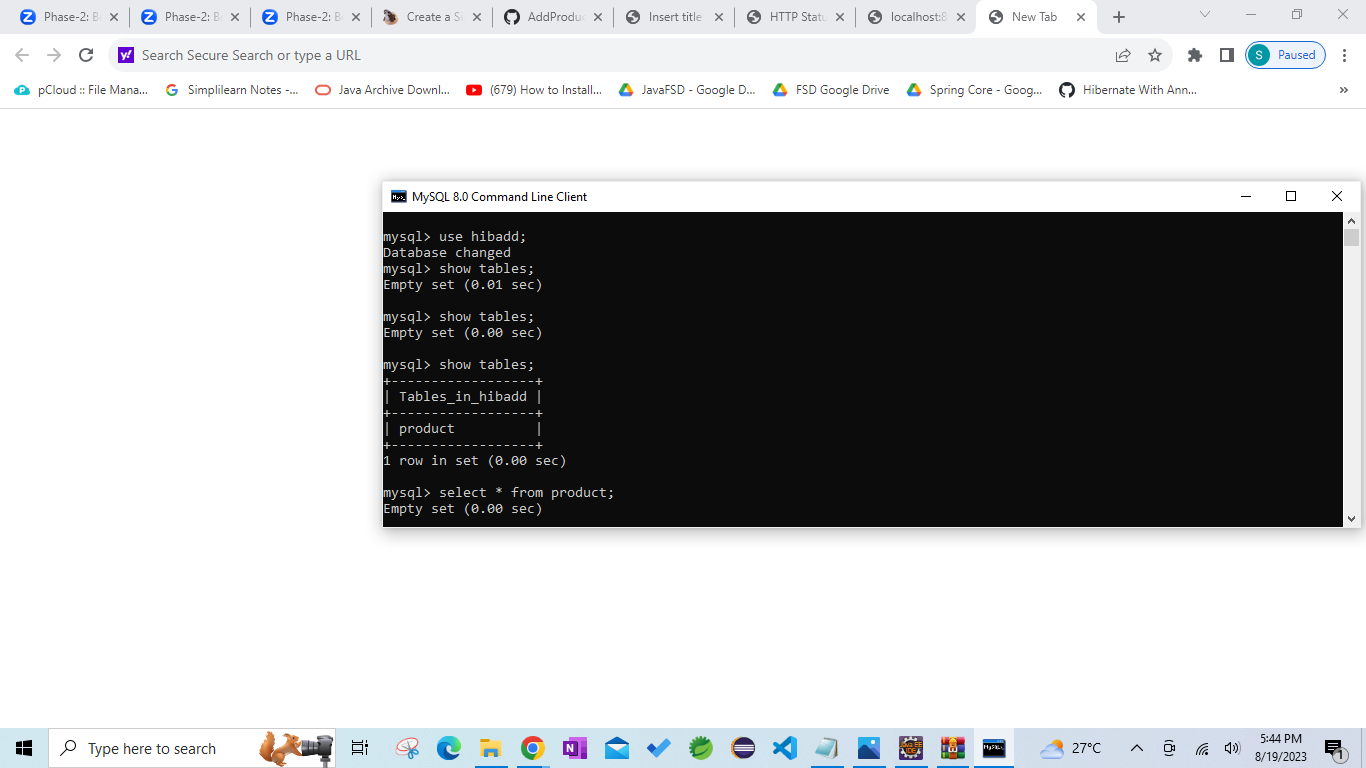 Phase-2: B
Phase-2: B
Phase-2: B
Create a S
AddProdu
Insert title
HTTP Statu
localhost:8
New Tab
Search Secure Search or type a URL
S Paused
pCloud :: File Mana...
Simplilearn Notes -...
Java Archive Downl...
(679) How to Install...
JavaFSD - Google D...
FSD Google Drive
Spring Core - Goog...
Hibernate With Ann...
»
MySQL 8.0 Command Line Client
mysql> use hibadd;
Database changed
mysql> show tables;
Empty set (0.01 sec)
mysql> show tables;
Empty set (0.00 sec)
mysql> show tables;
+------------------+
| Tables_in_hibadd |
+------------------+
| product          |
+------------------+
1 row in set (0.00 sec)
mysql> select * from product;
Empty set (0.00 sec)
Type here to search
27°C
5:44 PM
8/19/2023
1